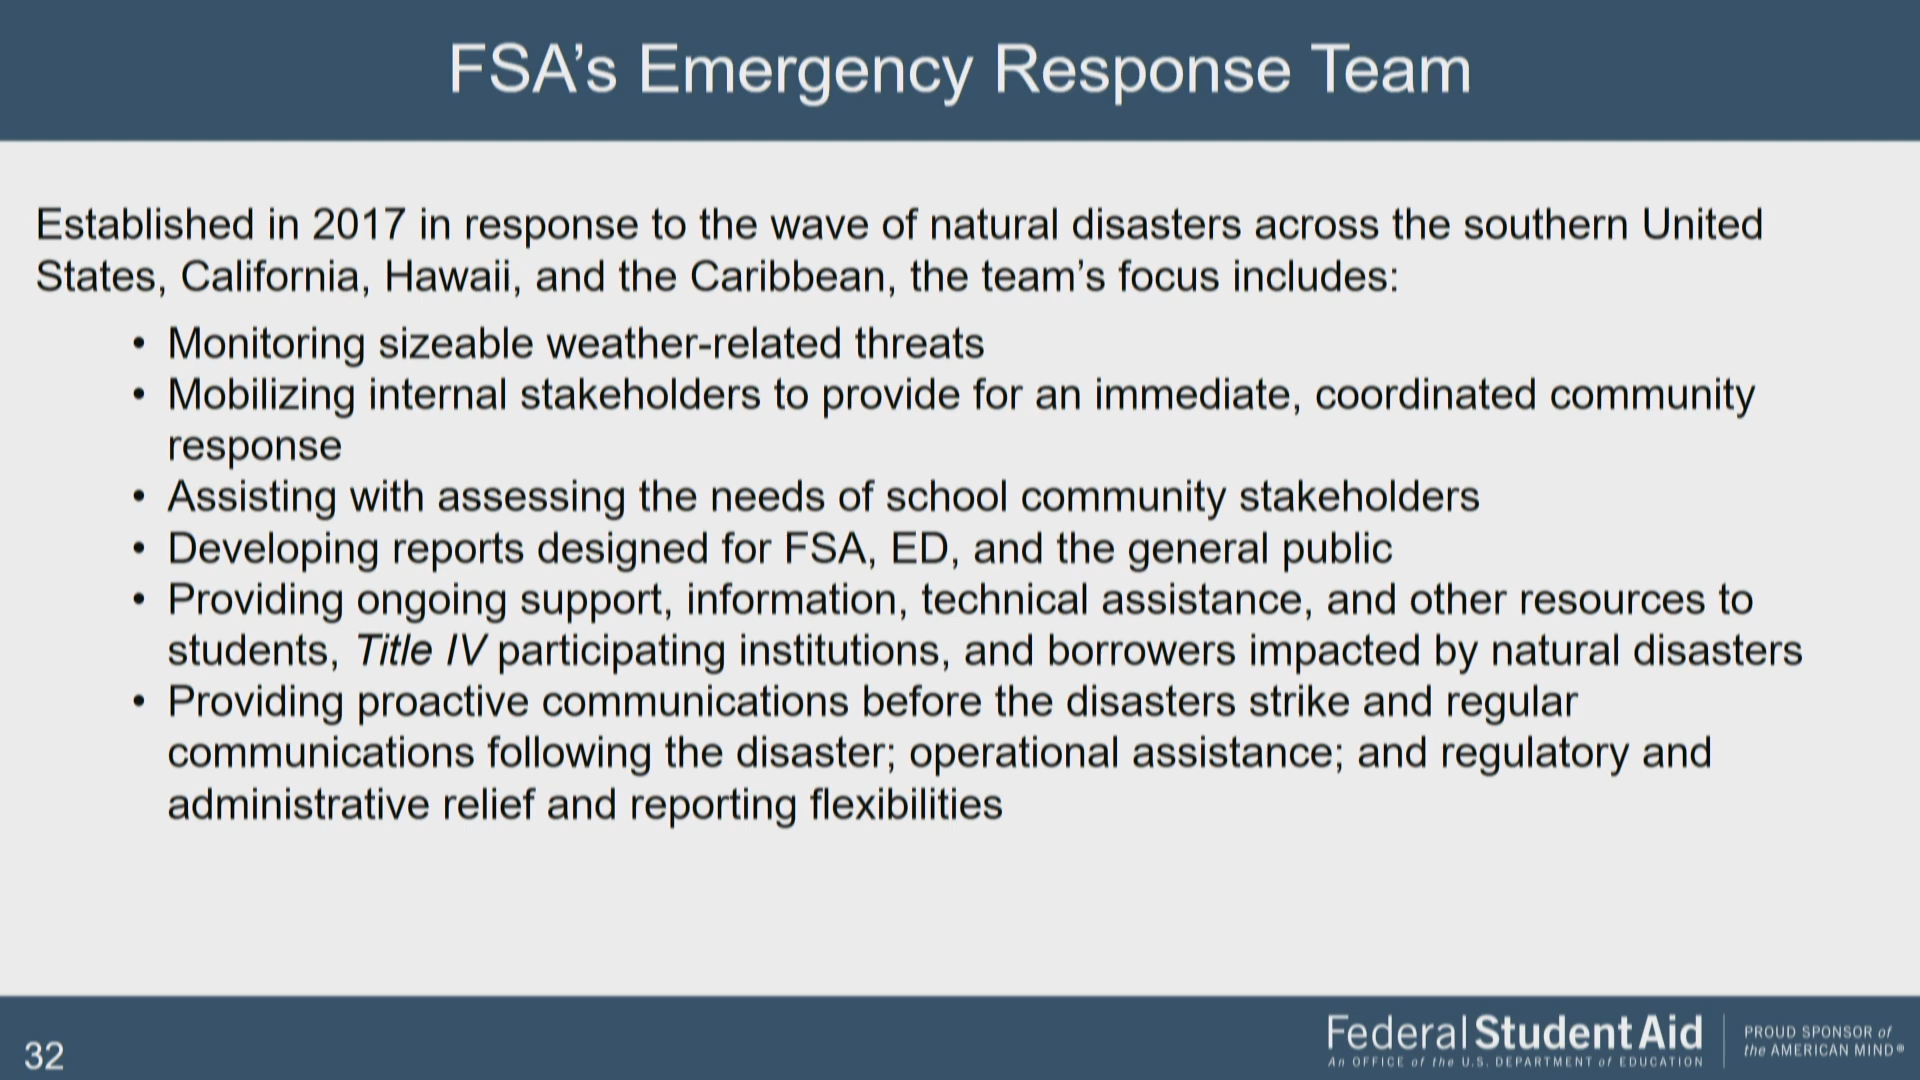 FSA’s Emergency Response Team
Established in 2017 in response to the wave of natural disasters across the southern United
States, California, Hawaii, and the Caribbean, the team’s focus includes:
• Monitoring sizeable weather-related threats
• Mobilizing internal stakeholders to provide for an immediate, coordinated community
response
• Assisting with assessing the needs of school community stakeholders
• Developing reports designed for FSA, ED, and the general public
• Providing ongoing support, information, technical assistance, and other resources to
students, Title IV participating institutions, and borrowers impacted by natural disasters
• Providing proactive communications before the disasters strike and regular
communications following the disaster; operational assistance; and regulatory and
administrative relief and reporting flexibilities
32
Federal Student Aid
An OFFICE of the U.S. DEPARTMENT of EDUCATION
PROUD SPONSOR of
the AMERICAN MIND®